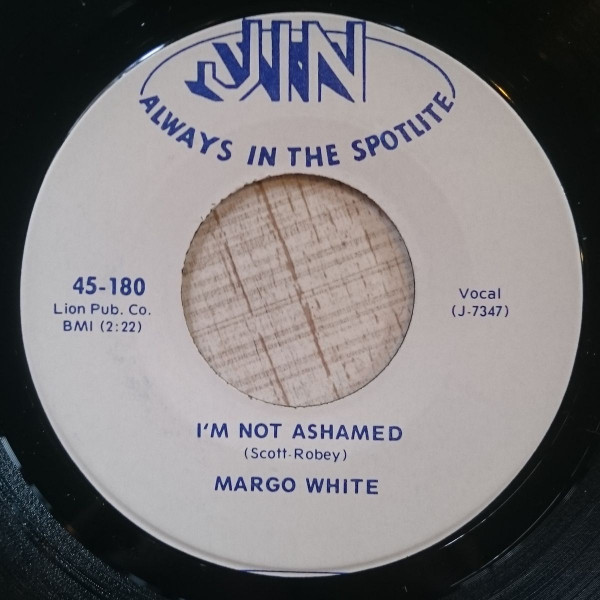 JIN
ALWAYS IN THE SPOTLITE
45-180
Lion Pub. Co.
BMI (2:22)
Vocal
(J-7347)
I'M NOT ASHAMED
(Scott-Robey)
MARGO WHITE